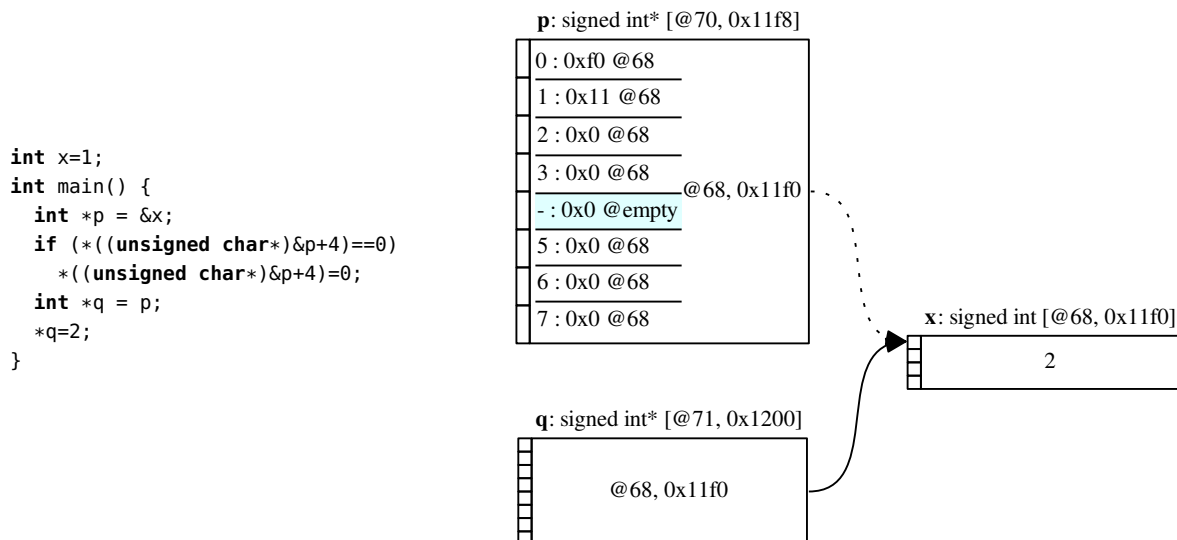 int x=1;
int main() {
  int *p = &x;
  if (*((unsigned char*)&p+4)==0)
    *((unsigned char*)&p+4)=0;
  int *q = p;
  *q=2;
}
p: signed int* [@70, 0x11f8]
0 : 0xf0 @68
1 : 0x11 @68
2 : 0x0 @68
3 : 0x0 @68
- : 0x0 @empty
5 : 0x0 @68
6 : 0x0 @68
7 : 0x0 @68
@68, 0x11f0
x: signed int [@68, 0x11f0]
2
q: signed int* [@71, 0x1200]
@68, 0x11f0